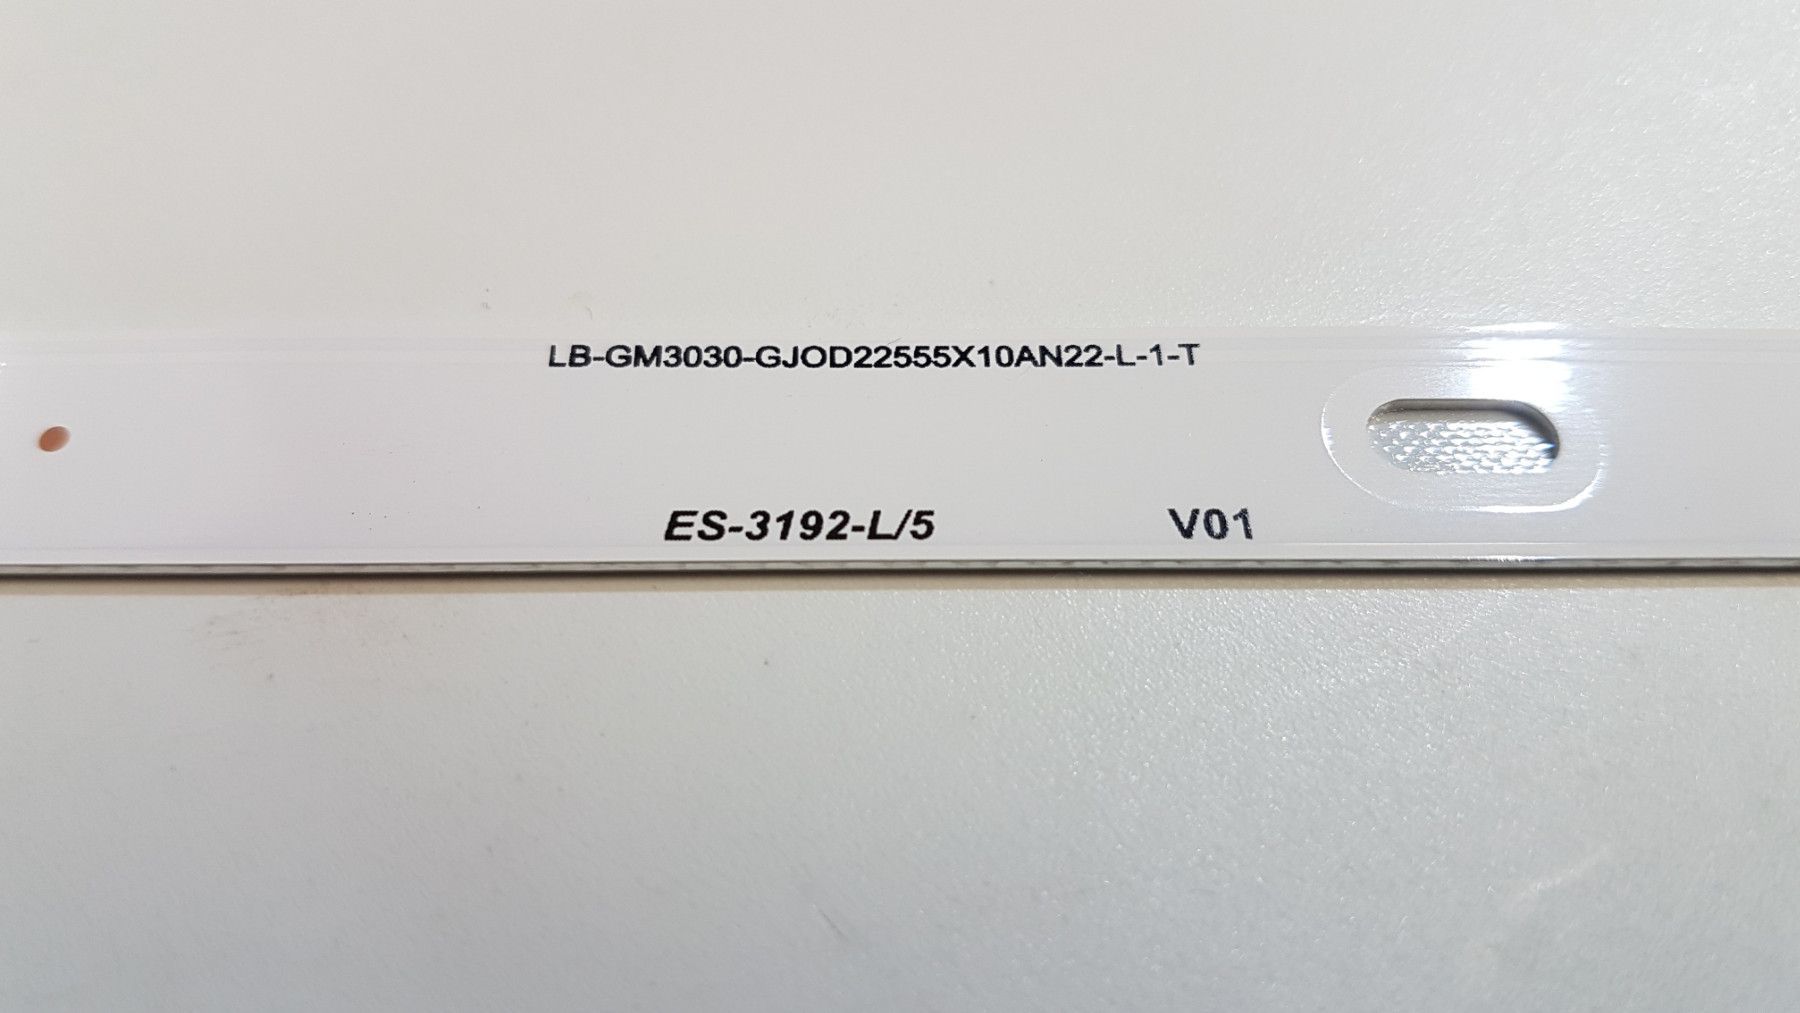 LB-GM3030-GJOD22555X10AN22-L-1-T
ES-3192-L/5 V01